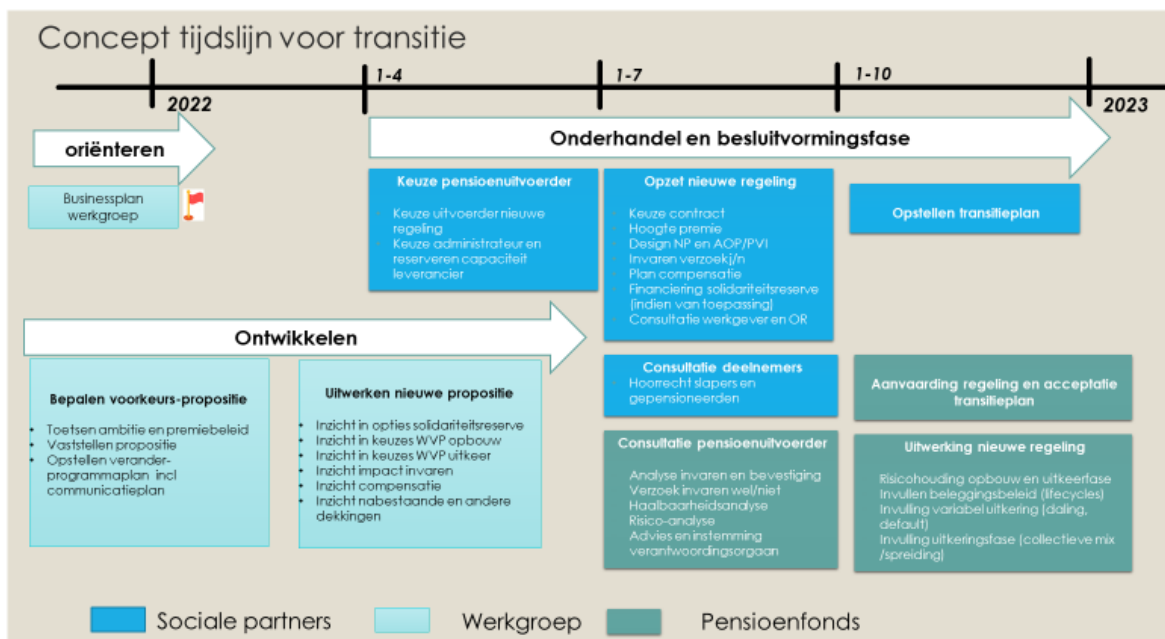 Concept tijdslijn voor transitie
1-4
1-7
1-10
2022
2023
oriënteren
Onderhandel en besluitvormingsfase
Businessplan
werkgroep
Keuze pensioenuitvoerder
Keuze uitvoerder nieuwe
regeling
Keuze administrateur en
reserveren capaciteit
leverancier
Opzet nieuwe regeling
Keuze contract
Hoogte premie
Design NP en AOP/PVI
Invaren verzoekj/n
Plan compensatie
Financiering solidariteitsreserve
(indien van toepassing)
Consultatie werkgever en OR
Opstellen transitieplan
Ontwikkelen
Bepalen voorkeurs-propositie
• Toetsen ambitie en premiebeleid
• Vaststellen propositie
• Opstellen verander-
programmaplan incl
communicatieplan
Uitwerken nieuwe propositie
• Inzicht in opties solidariteitsreserve
• Inzicht in keuzes WVP opbouw
• Inzicht in keuzes WVP uitkeer
• Inzicht impact invaren
• Inzicht compensatie
• Inzicht nabestaande en andere
dekkingen
Consultatie deelnemers
Hoorrecht slapers en
gepensioneerden
Aanvaarding regeling en acceptatie
transitieplan
Consultatie pensioenuitvoerder
Analyse invaren en bevestiging
Verzoek invaren wel/niet
Haalbaarheidsanalyse
Risico-analyse
Advies en instemming
verantwoordingsorgaan
Uitwerking nieuwe regeling
Risicohouding opbouw en uitkeerfase
Invullen beleggingsbeleid (lifecycles)
Invulling variabel uitkering (daling,
default)
Invulling uitkeringsfase (collectieve mix
/spreiding)
Sociale partners
Werkgroep
Pensioenfonds